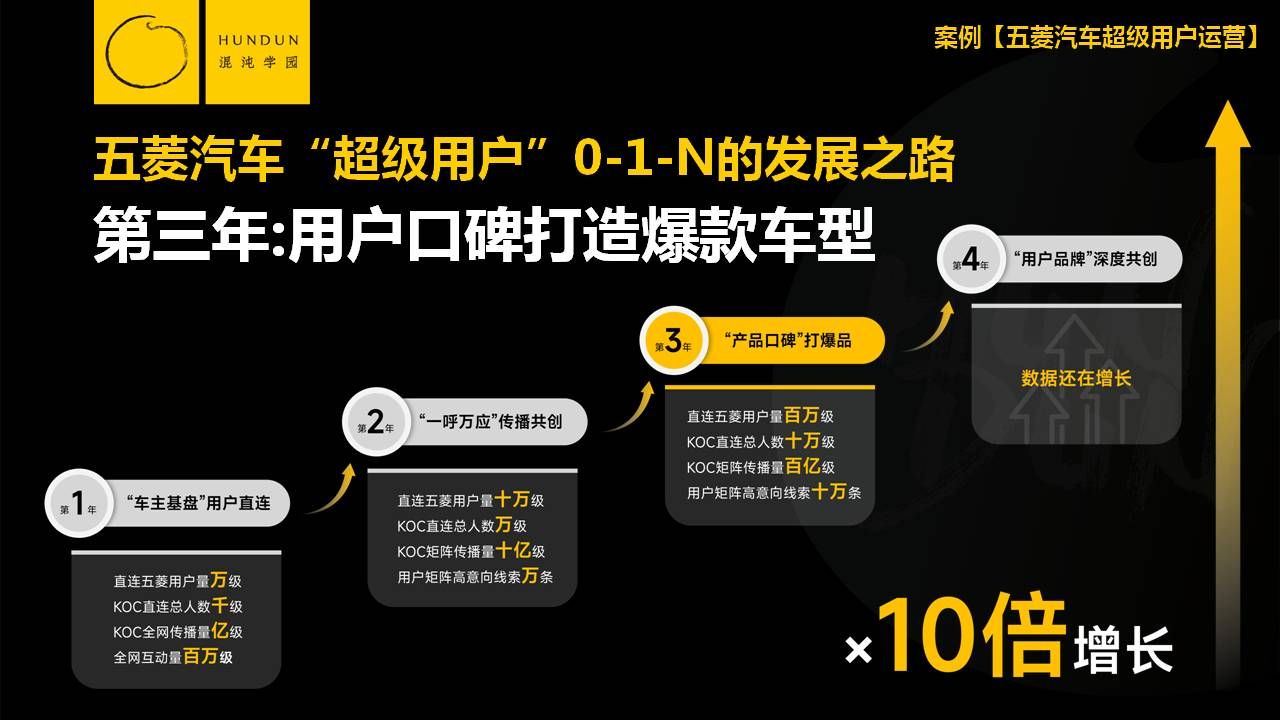 HUNDUN
混沌学园
案例【五菱汽车超级用户运营】
五菱汽车“超级用户”0-1-N的发展之路
第三年:用户口碑打造爆款车型
第1年
“车主基盘”用户直连
直连五菱用户量万级
KOC直连总人数千级
KOC全网传播量亿级
全网互动量百万级
第2年
“一呼万应”传播共创
直连五菱用户量十万级
KOC直连总人数万级
KOC矩阵传播量十亿级
用户矩阵高意向线索万条
第3年
“产品口碑”打爆品
直连五菱用户量百万级
KOC直连总人数十万级
KOC矩阵传播量百亿级
用户矩阵高意向线索十万条
第4年
“用户品牌”深度共创
数据还在增长
×10倍增长